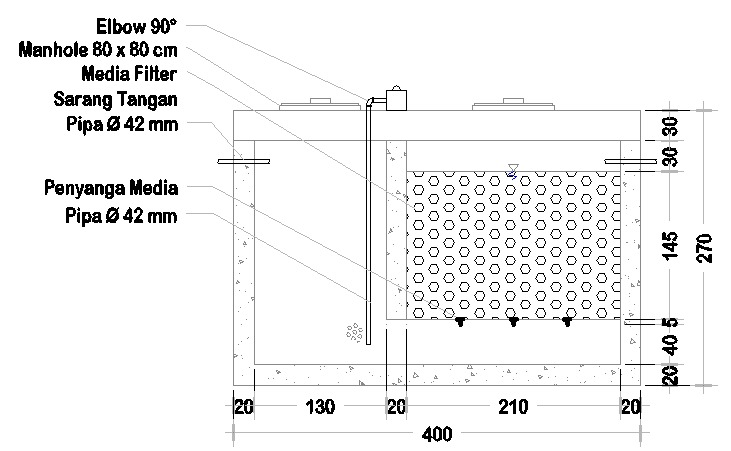 Elbow 90°
Manhole 80 x 80 cm
Media Filter
Sarang Tangan
Pipa Ø 42 mm
Penyanga Media
Pipa Ø 42 mm
30
30
145
5
40
20
270
20 130 20 210 20
400